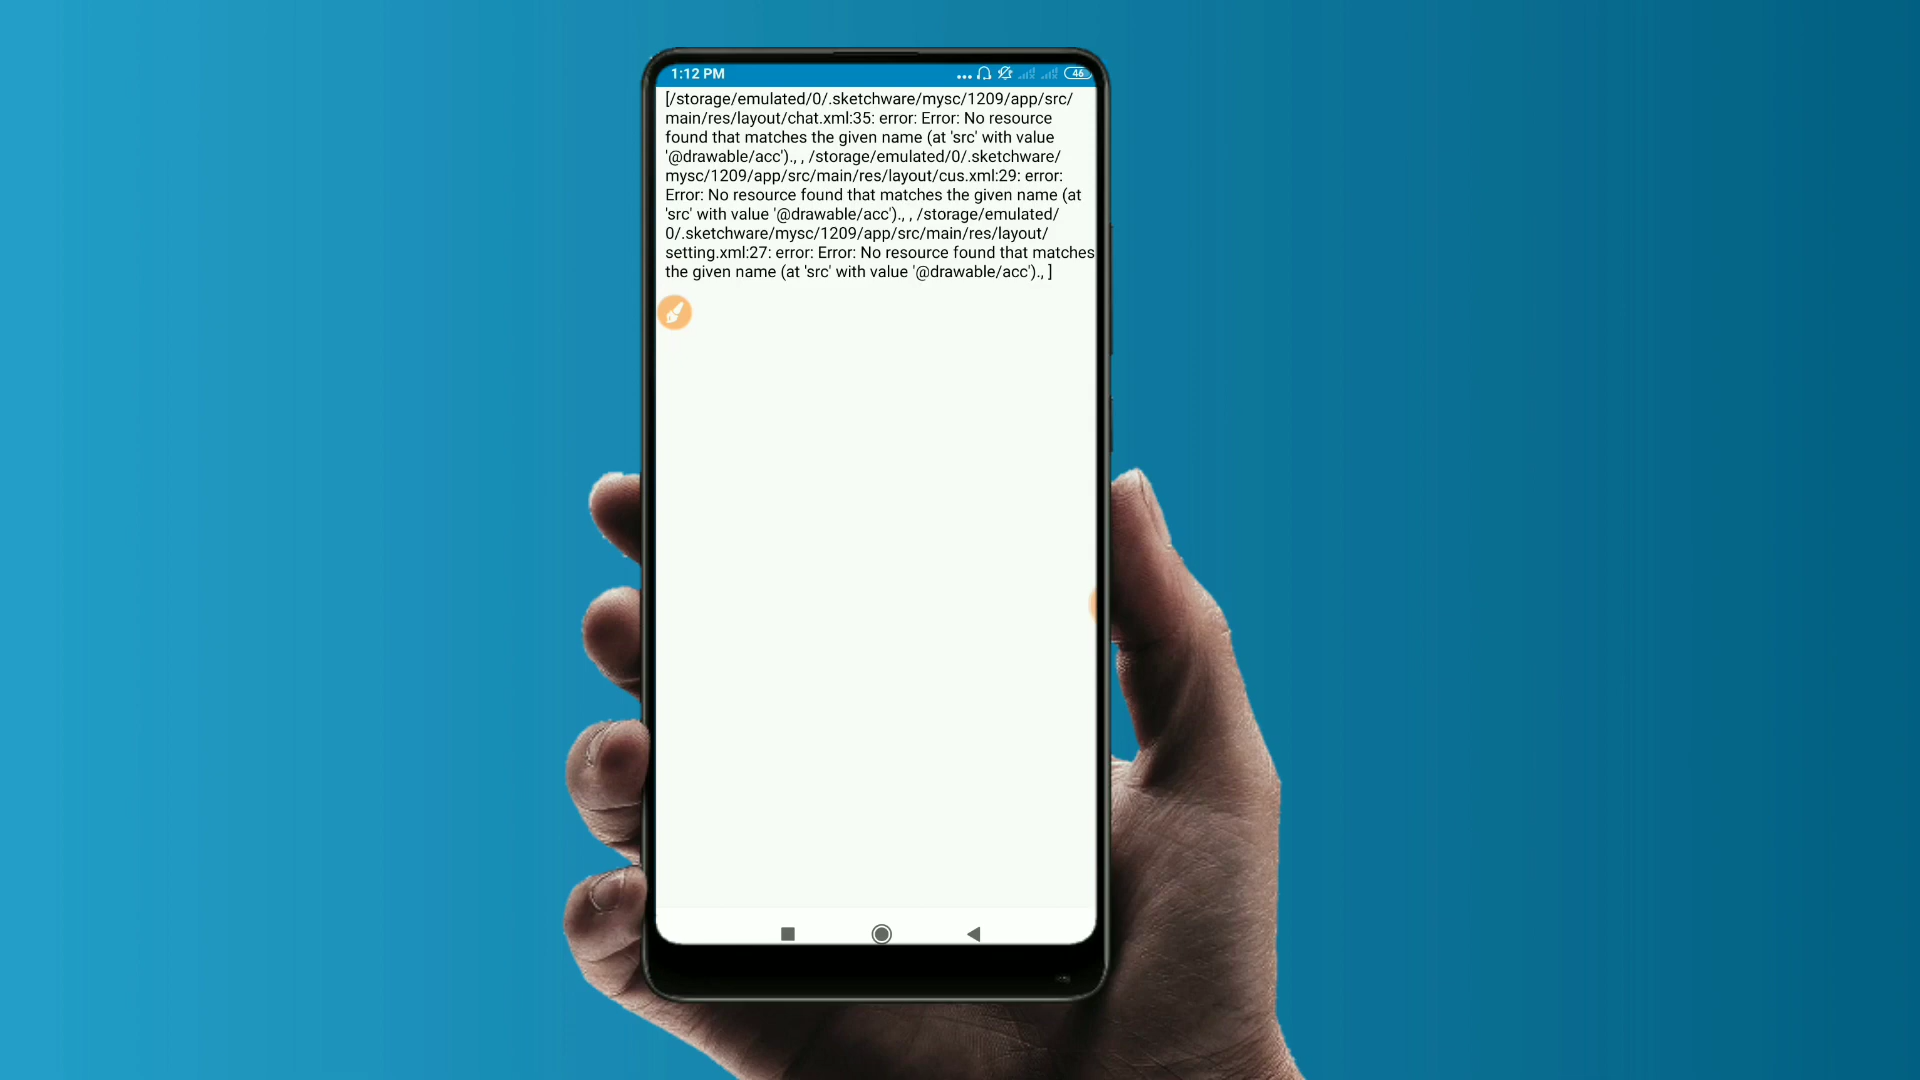 1:12 PM
46
[/storage/emulated/0/.sketchware/mysc/1209/app/src/
main/res/layout/chat.xml:35: error: Error: No resource
found that matches the given name (at 'src' with value
'@drawable/acc')., , /storage/emulated/0/.sketchware/
mysc/1209/app/src/main/res/layout/cus.xml:29: error:
Error: No resource found that matches the given name (at
'src' with value '@drawable/acc')., , /storage/emulated/
0/.sketchware/mysc/1209/app/src/main/res/layout/
setting.xml:27: error: Error: No resource found that matches
the given name (at 'src' with value '@drawable/acc')., ]